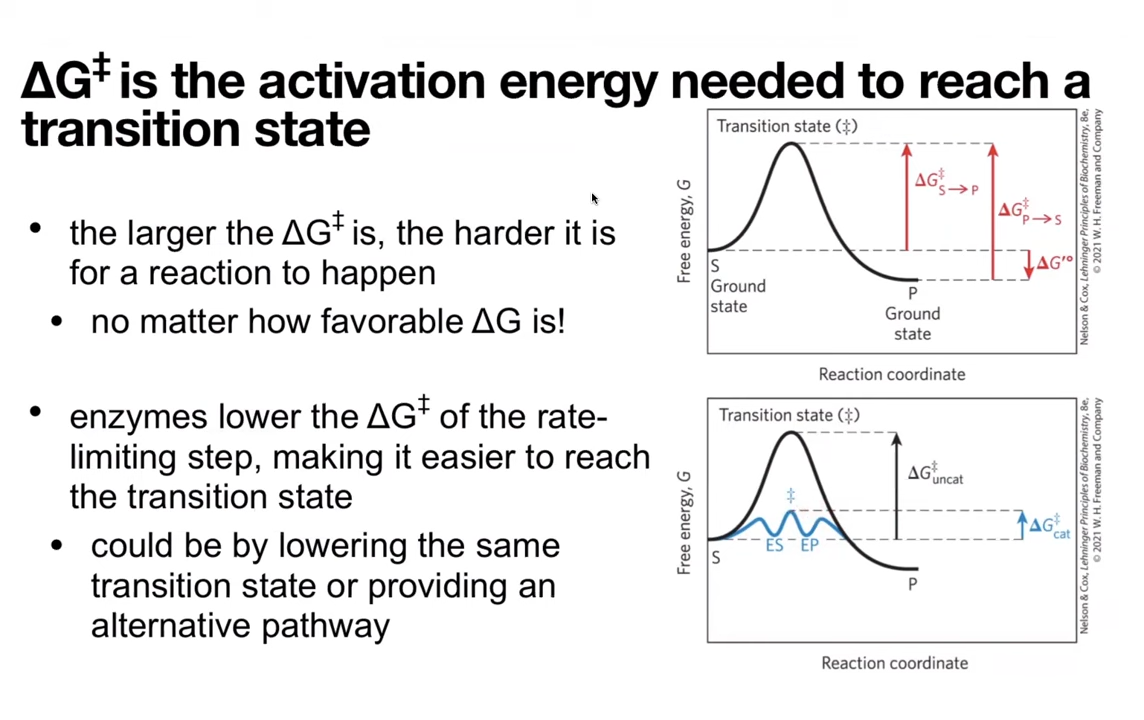 ΔG‡ is the activation energy needed to reach a
transition state
• the larger the ΔG‡ is, the harder it is
for a reaction to happen
• no matter how favorable ΔG is!
• enzymes lower the ΔG‡ of the rate-
limiting step, making it easier to reach
the transition state
• could be by lowering the same
transition state or providing an
alternative pathway
Transition state (‡)
Free energy, G
ΔG‡S→P
ΔG‡P→S
ΔG′°
S
Ground
state
P
Ground
state
Reaction coordinate
Nelson & Cox, Lehninger Principles of Biochemistry, 8e,
© 2021 W. H. Freeman and Company
Transition state (‡)
Free energy, G
ΔG‡uncat
‡
ΔG‡cat
ES
EP
S
P
Reaction coordinate
Nelson & Cox, Lehninger Principles of Biochemistry, 8e,
© 2021 W. H. Freeman and Company